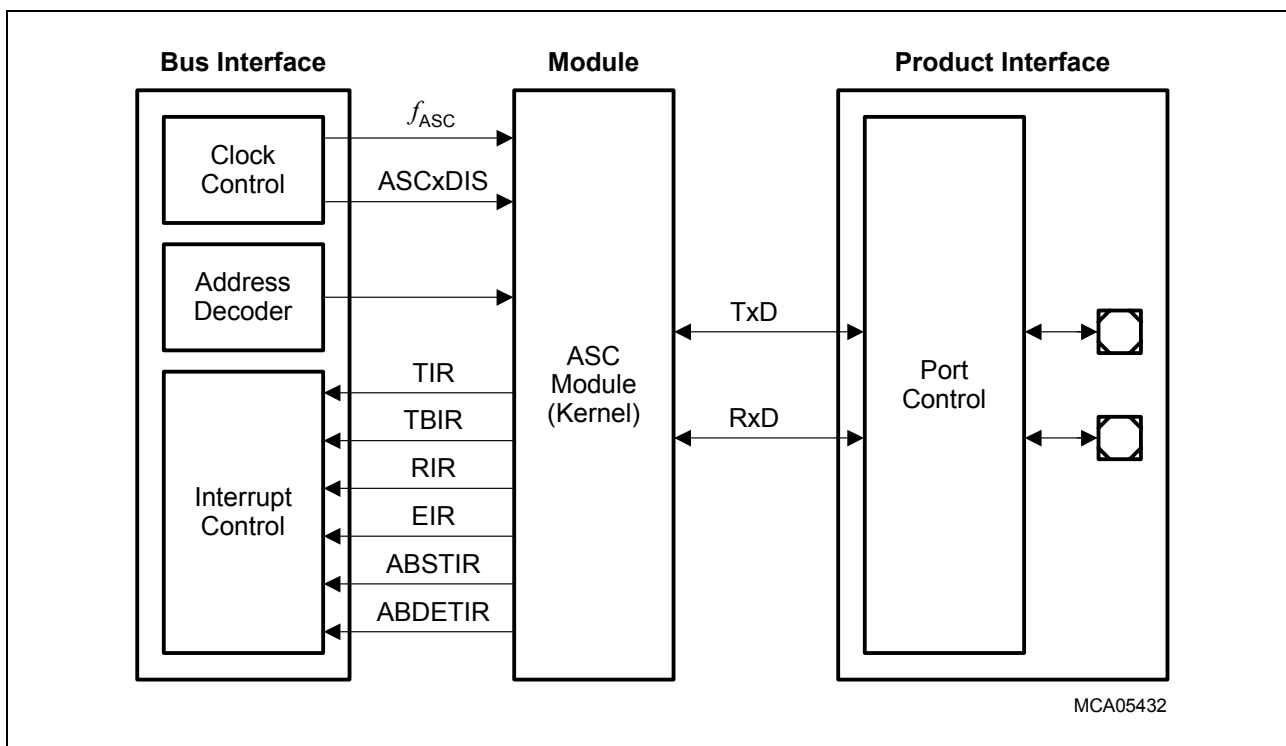 Bus Interface
Module
Product Interface
Clock
Control
fASC
ASCxDIS
Address
Decoder
Interrupt
Control
TIR
TBIR
RIR
EIR
ABSTIR
ABDETIR
ASC
Module
(Kernel)
TxD
RxD
Port
Control
MCA05432